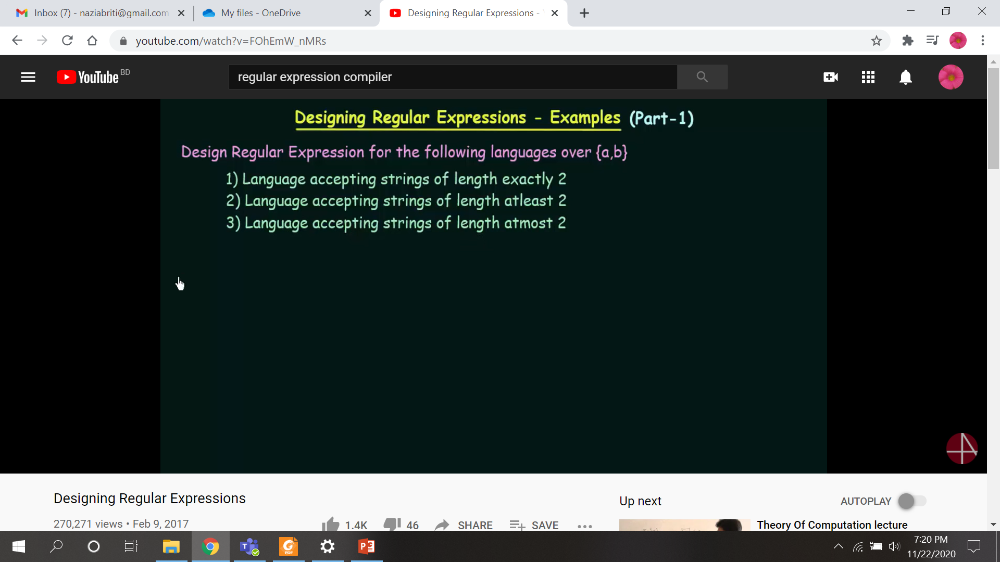 Inbox (7) - naziabriti@gmail.com
My files - OneDrive
Designing Regular Expressions -
youtube.com/watch?v=FOhEmW_nMRs
YouTube BD
regular expression compiler
Designing Regular Expressions - Examples (Part-1)
Design Regular Expression for the following languages over {a,b}
1) Language accepting strings of length exactly 2
2) Language accepting strings of length atleast 2
3) Language accepting strings of length atmost 2
Designing Regular Expressions
270,271 views • Feb 9, 2017
1.4K
46
SHARE
SAVE
Up next
AUTOPLAY
Theory Of Computation lecture
7:20 PM
11/22/2020